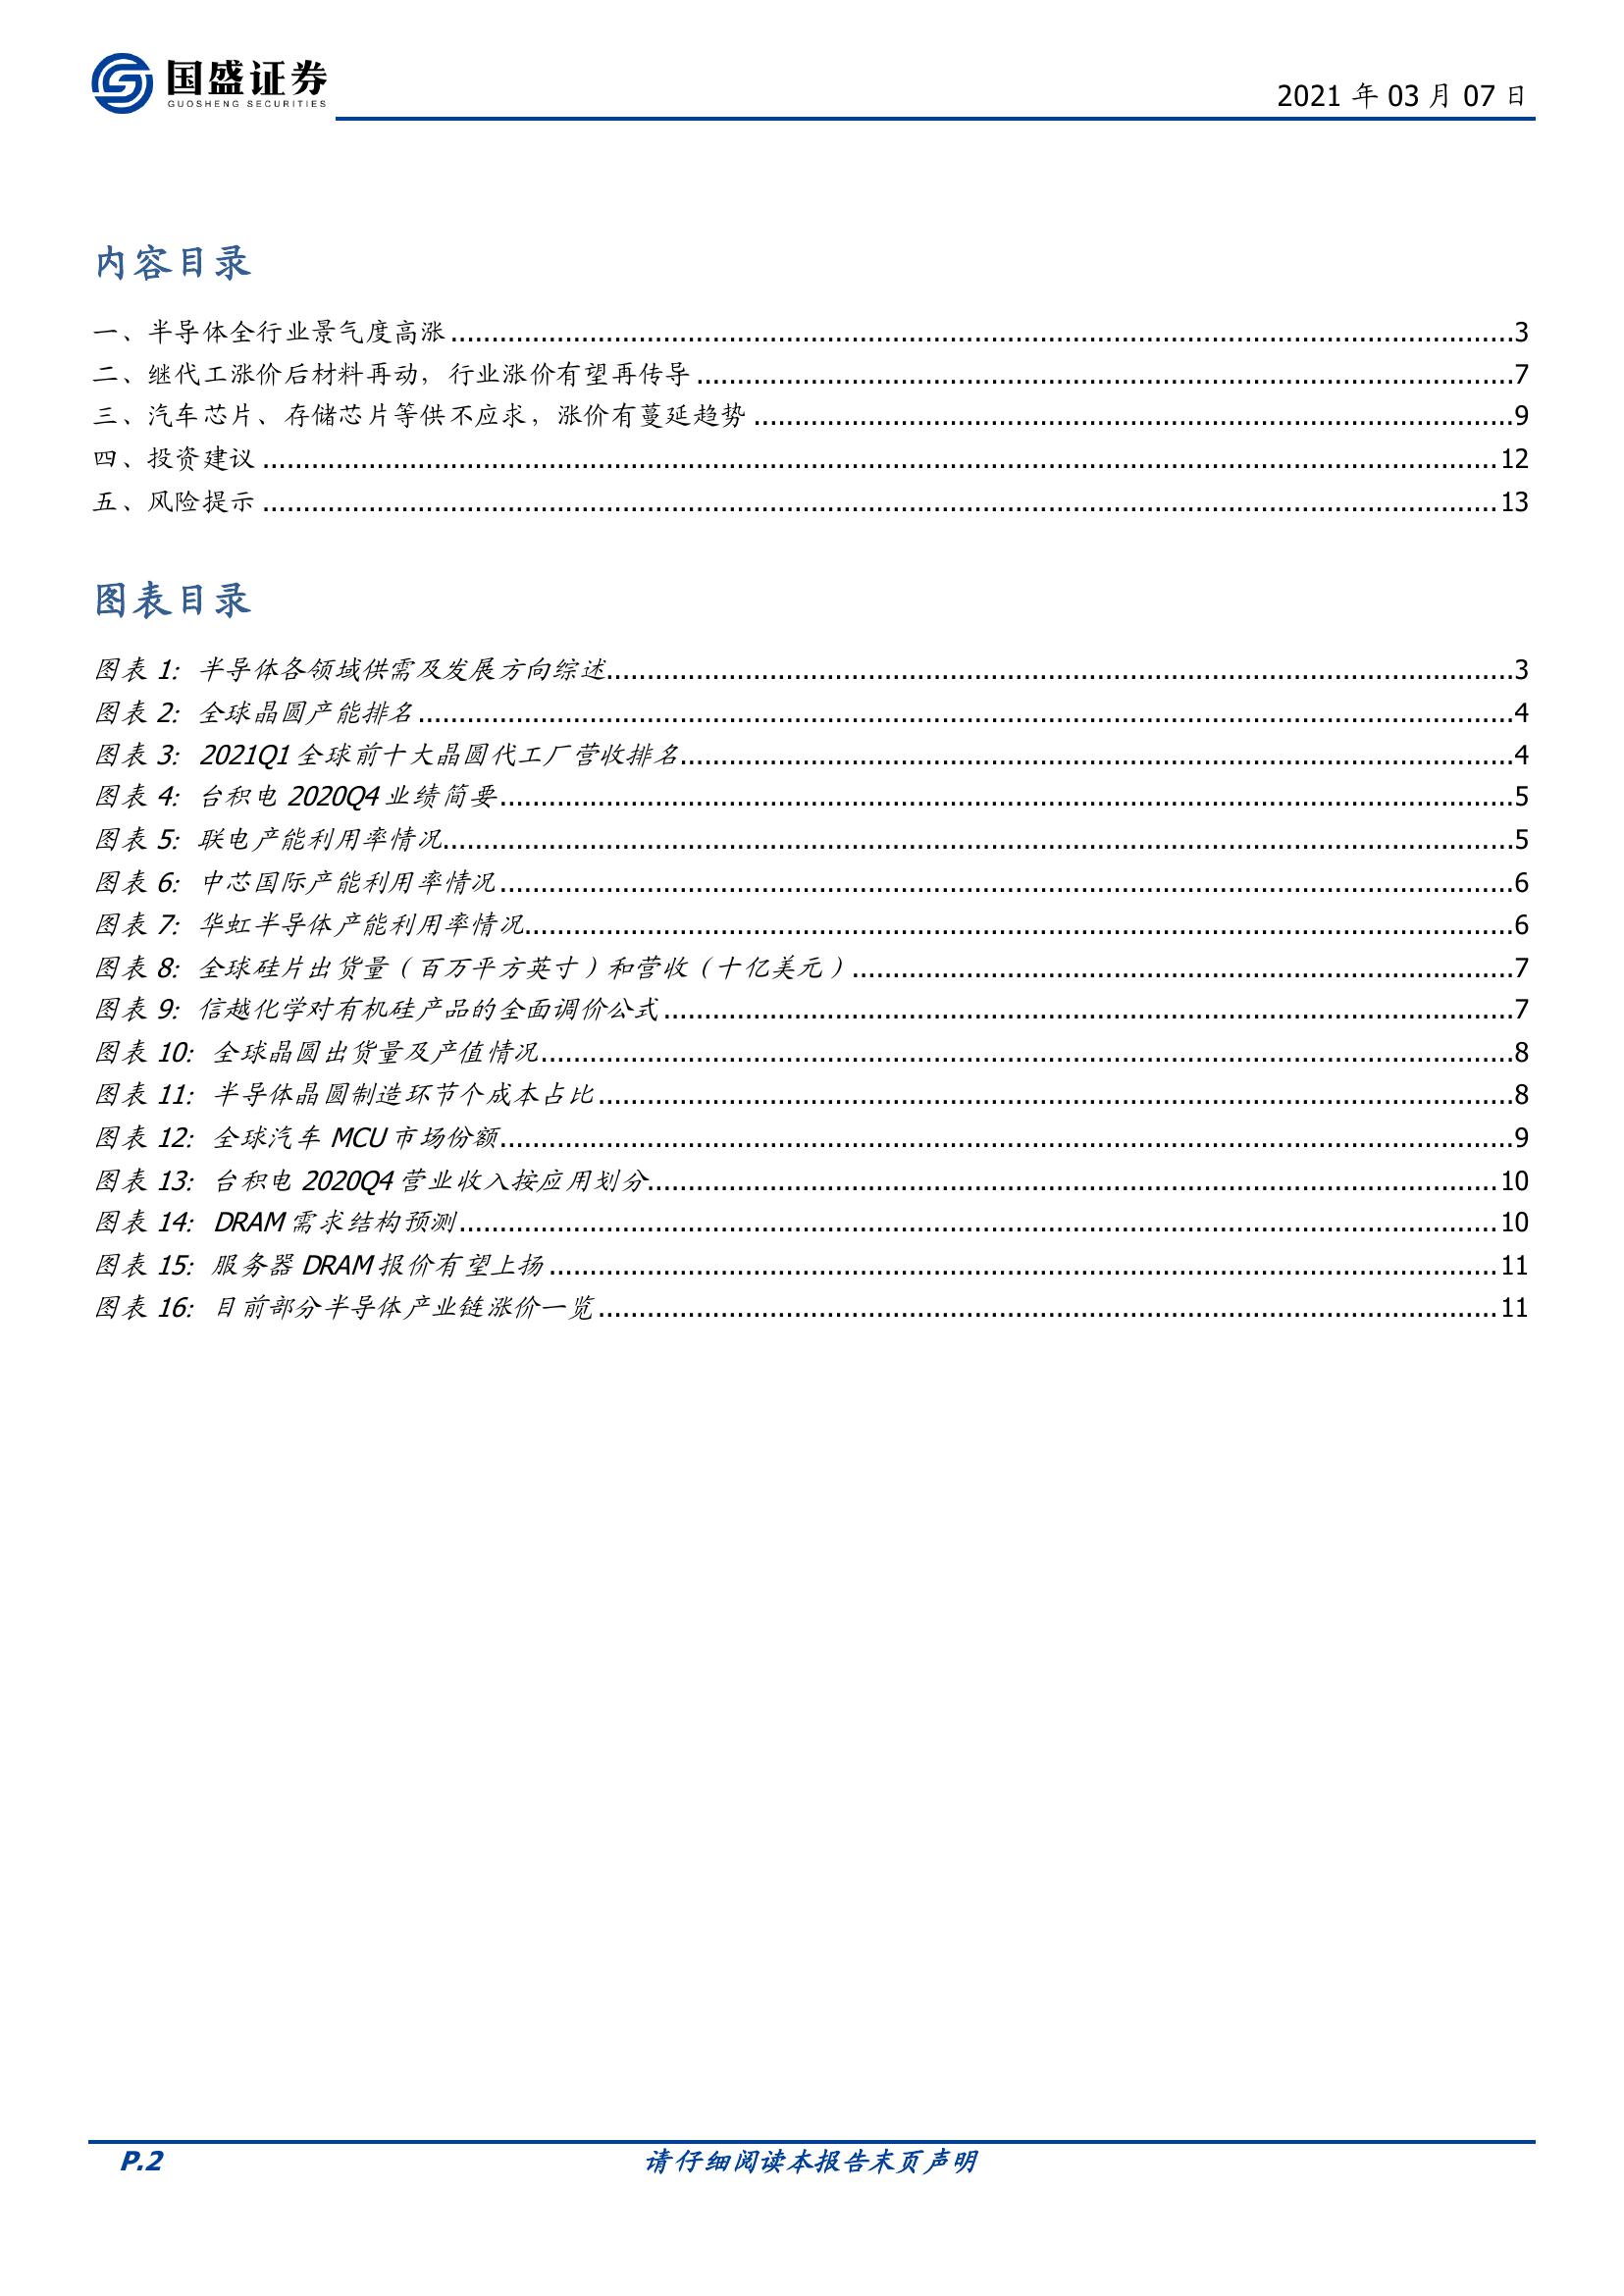 国盛证券
GUOSHENG SECURITIES
2021 年 03 月 07 日
内容目录
一、半导体全行业景气度高涨 3
二、继代工涨价后材料再动，行业涨价有望再传导 7
三、汽车芯片、存储芯片等供不应求，涨价有蔓延趋势 9
四、投资建议 12
五、风险提示 13
图表目录
图表 1: 半导体各领域供需及发展方向综述 3
图表 2: 全球晶圆产能排名 4
图表 3: 2021Q1 全球前十大晶圆代工厂营收排名 4
图表 4: 台积电 2020Q4 业绩简要 5
图表 5: 联电产能利用率情况 5
图表 6: 中芯国际产能利用率情况 6
图表 7: 华虹半导体产能利用率情况 6
图表 8: 全球硅片出货量（百万平方英寸）和营收（十亿美元） 7
图表 9: 信越化学对有机硅产品的全面调价公式 7
图表 10: 全球晶圆出货量及产值情况 8
图表 11: 半导体晶圆制造环节个成本占比 8
图表 12: 全球汽车 MCU 市场份额 9
图表 13: 台积电 2020Q4 营业收入按应用划分 10
图表 14: DRAM 需求结构预测 10
图表 15: 服务器 DRAM 报价有望上扬 11
图表 16: 目前部分半导体产业链涨价一览 11
P.2 请仔细阅读本报告末页声明